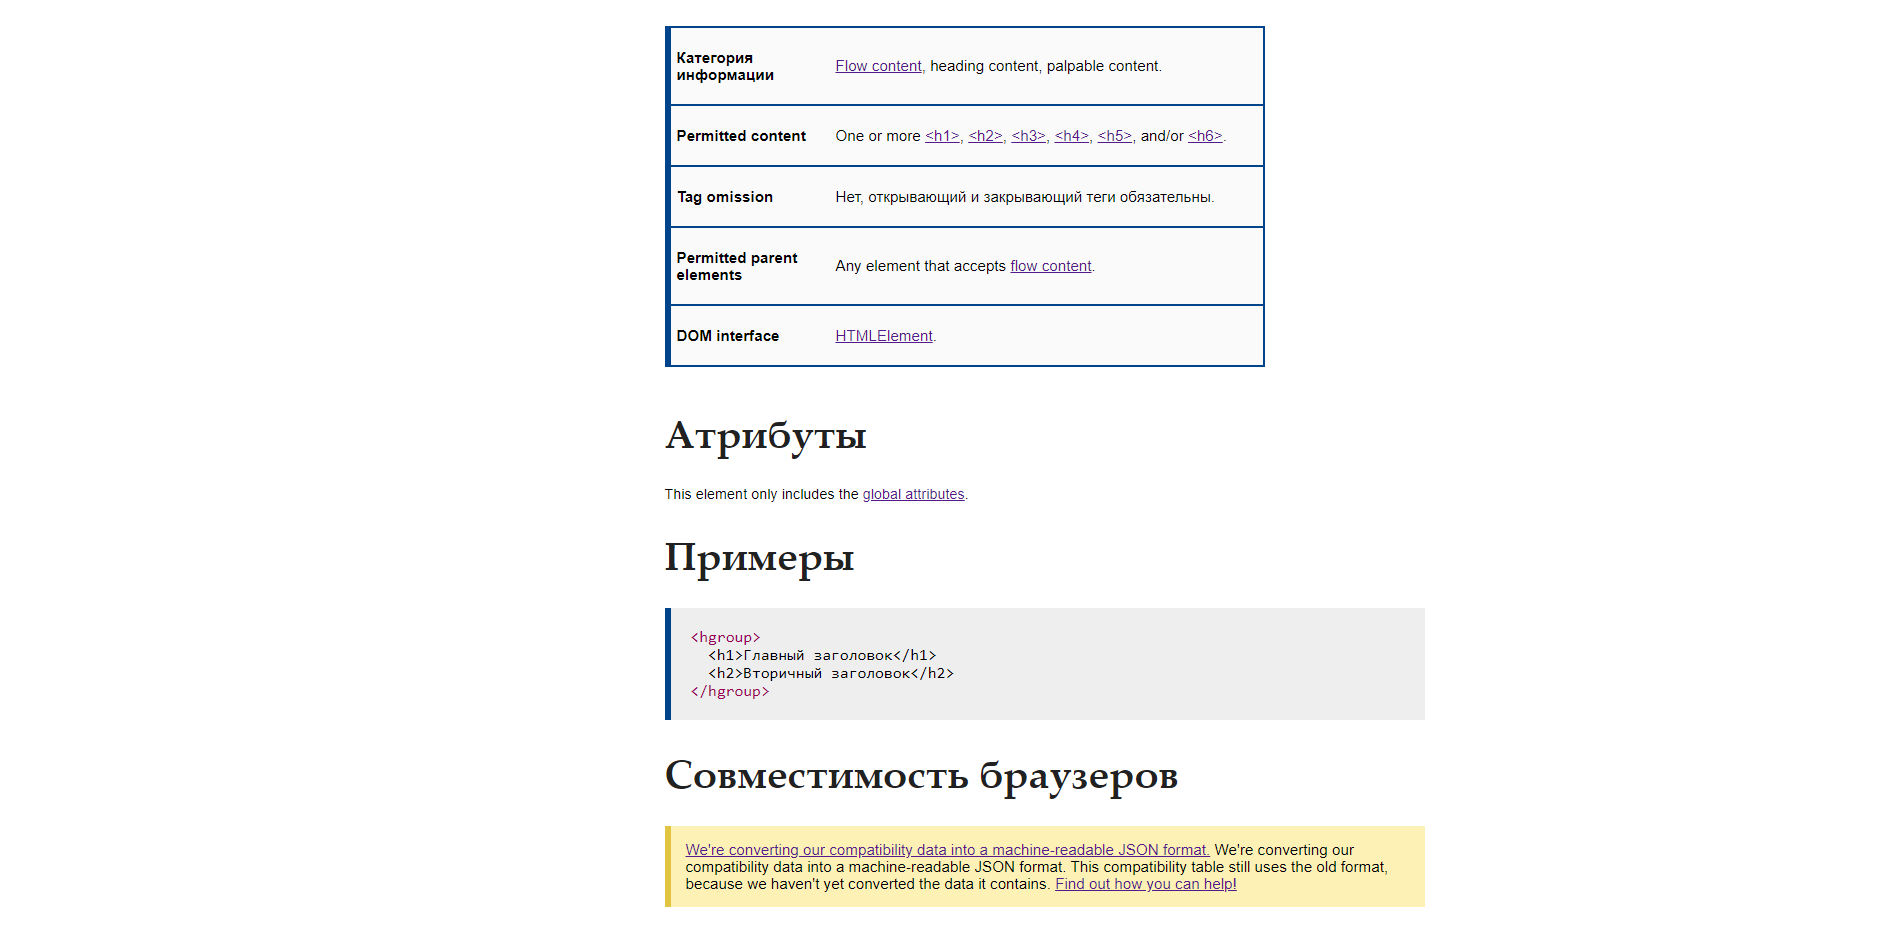 Категория
информации
Flow content, heading content, palpable content.
Permitted content
One or more <h1>, <h2>, <h3>, <h4>, <h5>, and/or <h6>.
Tag omission
Нет, открывающий и закрывающий теги обязательны.
Permitted parent
elements
Any element that accepts flow content.
DOM interface
HTMLElement.
Атрибуты
This element only includes the global attributes.
Примеры
<hgroup>
  <h1>Главный заголовок</h1>
  <h2>Вторичный заголовок</h2>
</hgroup>
Совместимость браузеров
We're converting our compatibility data into a machine-readable JSON format. We're converting our
compatibility data into a machine-readable JSON format. This compatibility table still uses the old format,
because we haven't yet converted the data it contains. Find out how you can help!